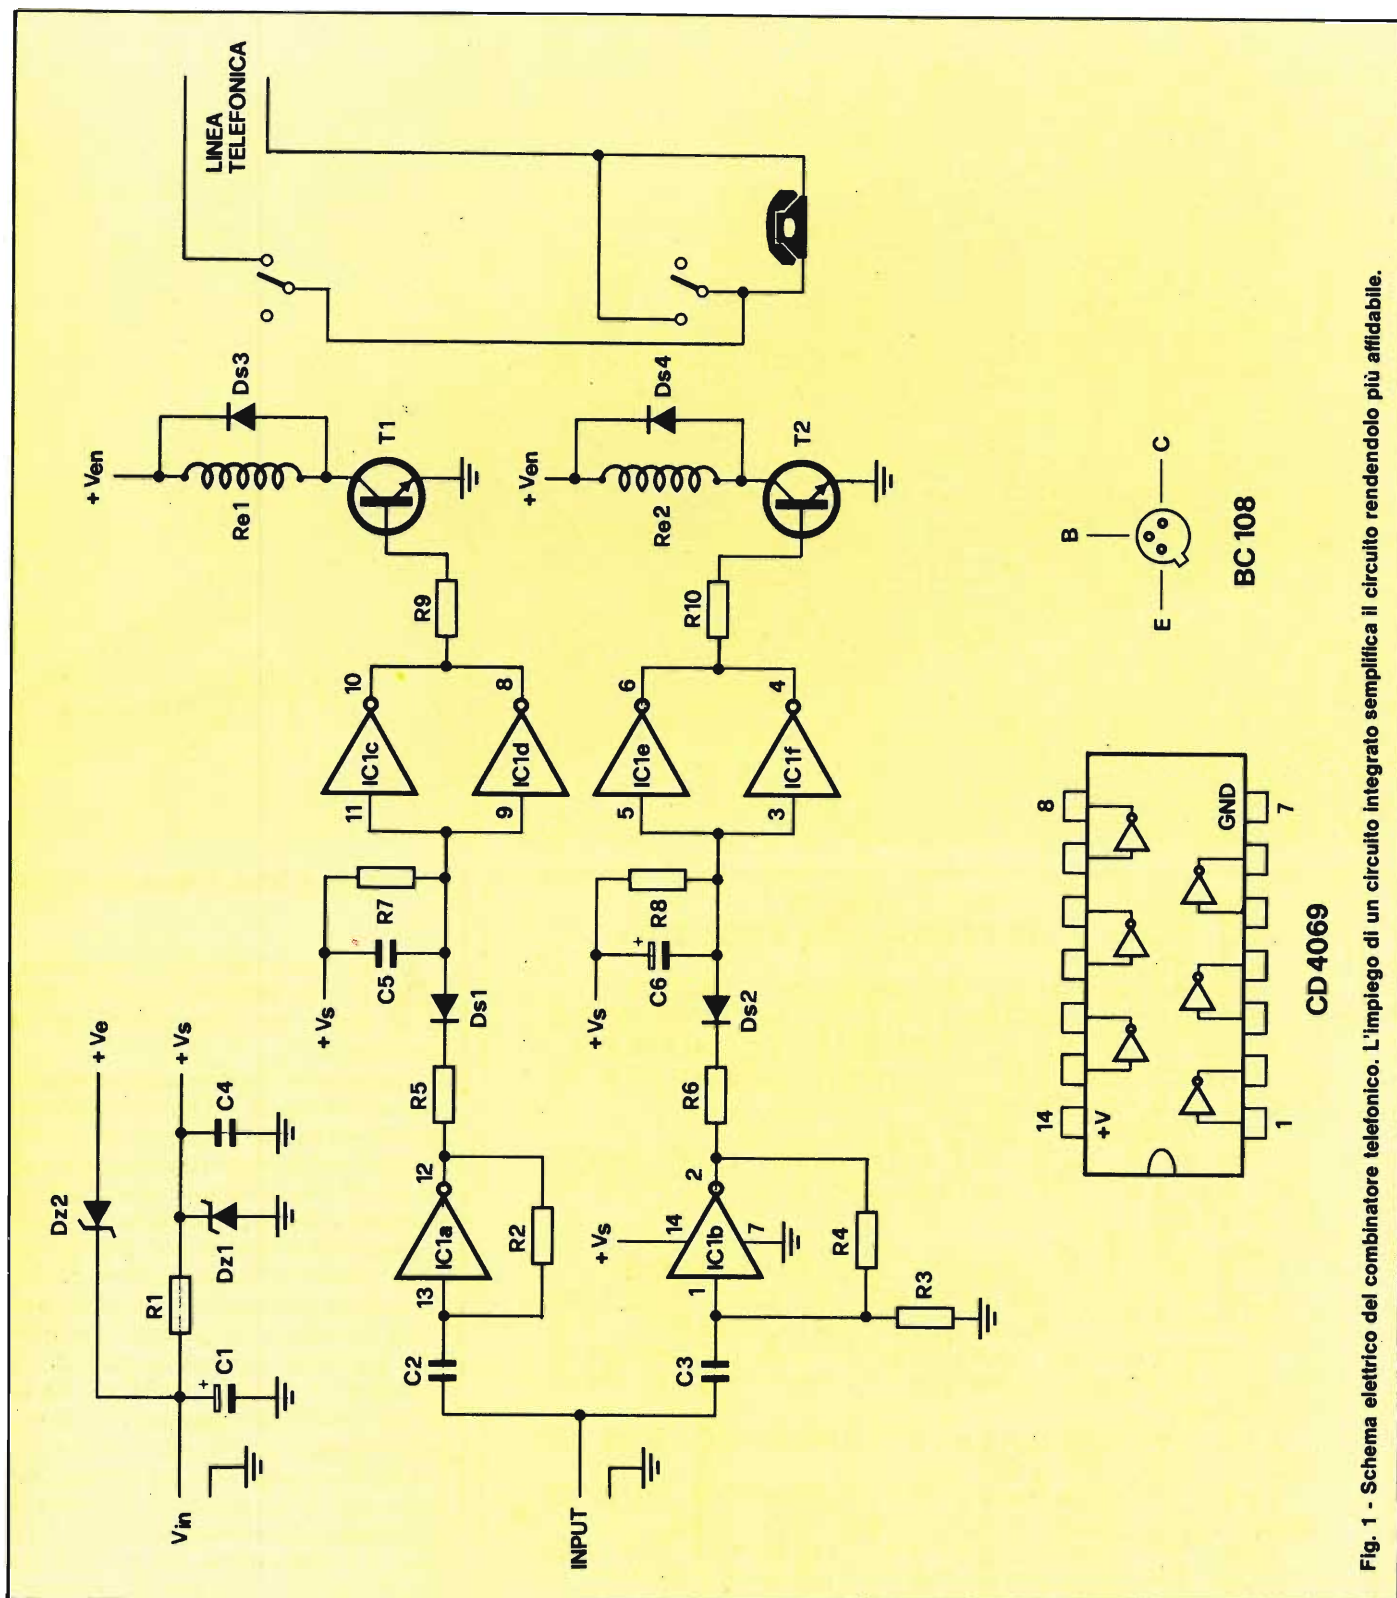 LINEA
TELEFONICA
Vin
C1
+
R1
Dz2
Dz1
C4
+ Ve
+ Vs
INPUT
C2
13
IC1a
12
R2
R5
Ds1
+ Vs
C5
R7
11
IC1c
10
9
IC1d
8
R9
+ Ven
Re1
Ds3
T1
C3
1
IC1b
2
+ Vs
14
7
R4
R3
R6
Ds2
+ Vs
C6
+
R8
5
IC1e
6
3
IC1f
4
R10
+ Ven
Re2
Ds4
T2
14
8
+V
GND
1
7
CD 4069
B
E
C
BC 108
Fig. 1 - Schema elettrico del combinatore telefonico. L'impiego di un circuito integrato semplifica il circuito rendendolo più affidabile.